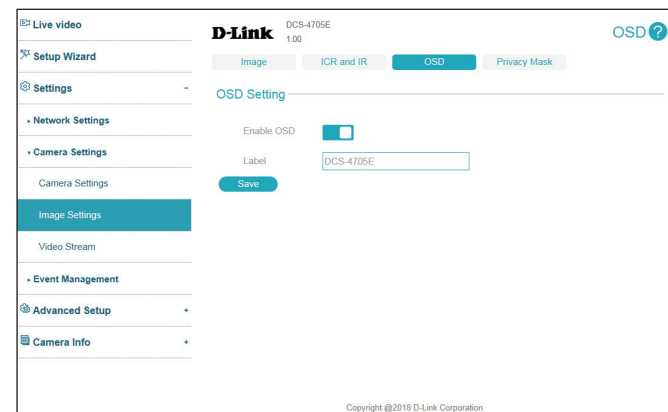 Live video
Setup Wizard
Settings -
Network Settings
Camera Settings
Camera Settings
Image Settings
Video Stream
Event Management
Advanced Setup +
Camera Info +
D-Link DCS-4705E
1.00
OSD ?
Image ICR and IR OSD Privacy Mask
OSD Setting
Enable OSD
Label DCS-4705E
Save
Copyright @2018 D-Link Corporation